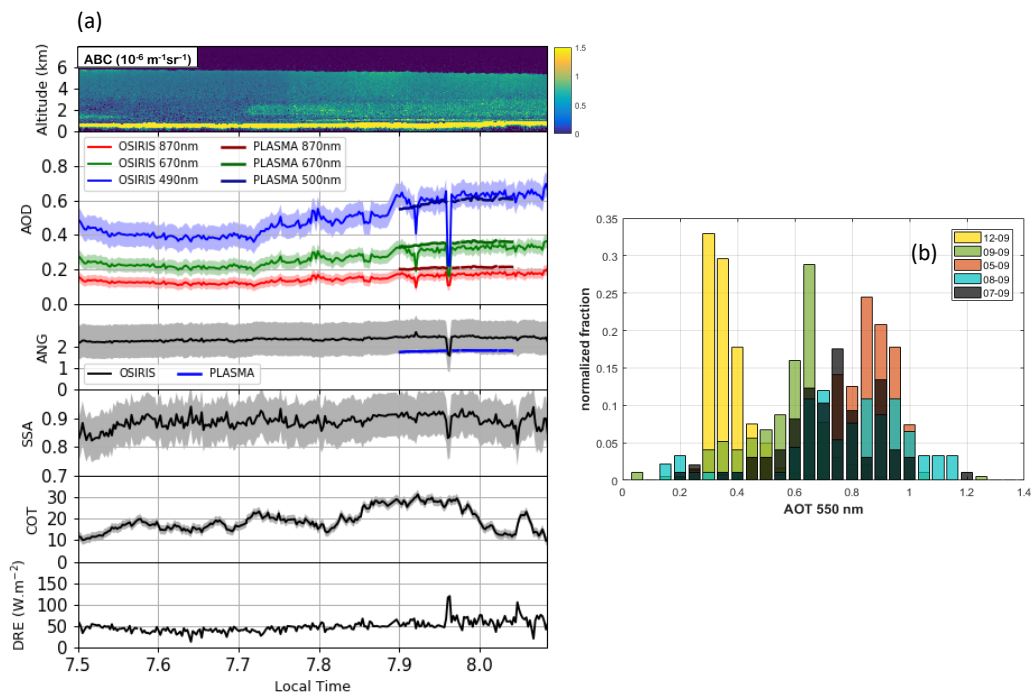 (a)
ABC (10⁻⁶ m⁻¹sr⁻¹)
Altitude (km)
6
4
2
0
1.5
1
0.5
0
OSIRIS 870nm PLASMA 870nm
OSIRIS 670nm PLASMA 670nm
OSIRIS 490nm PLASMA 500nm
AOD
0.8
0.6
0.4
0.2
0.0
ANG
2
1
0
OSIRIS PLASMA
SSA
0.9
0.8
0.7
COT
30
20
10
0
DRE (W.m⁻²)
150
100
50
0
7.5 7.6 7.7 7.8 7.9 8.0
Local Time
(b)
12-09
09-09
05-09
08-09
07-09
normalized fraction
0.35
0.3
0.25
0.2
0.15
0.1
0.05
0
0 0.2 0.4 0.6 0.8 1 1.2 1.4
AOT 550 nm